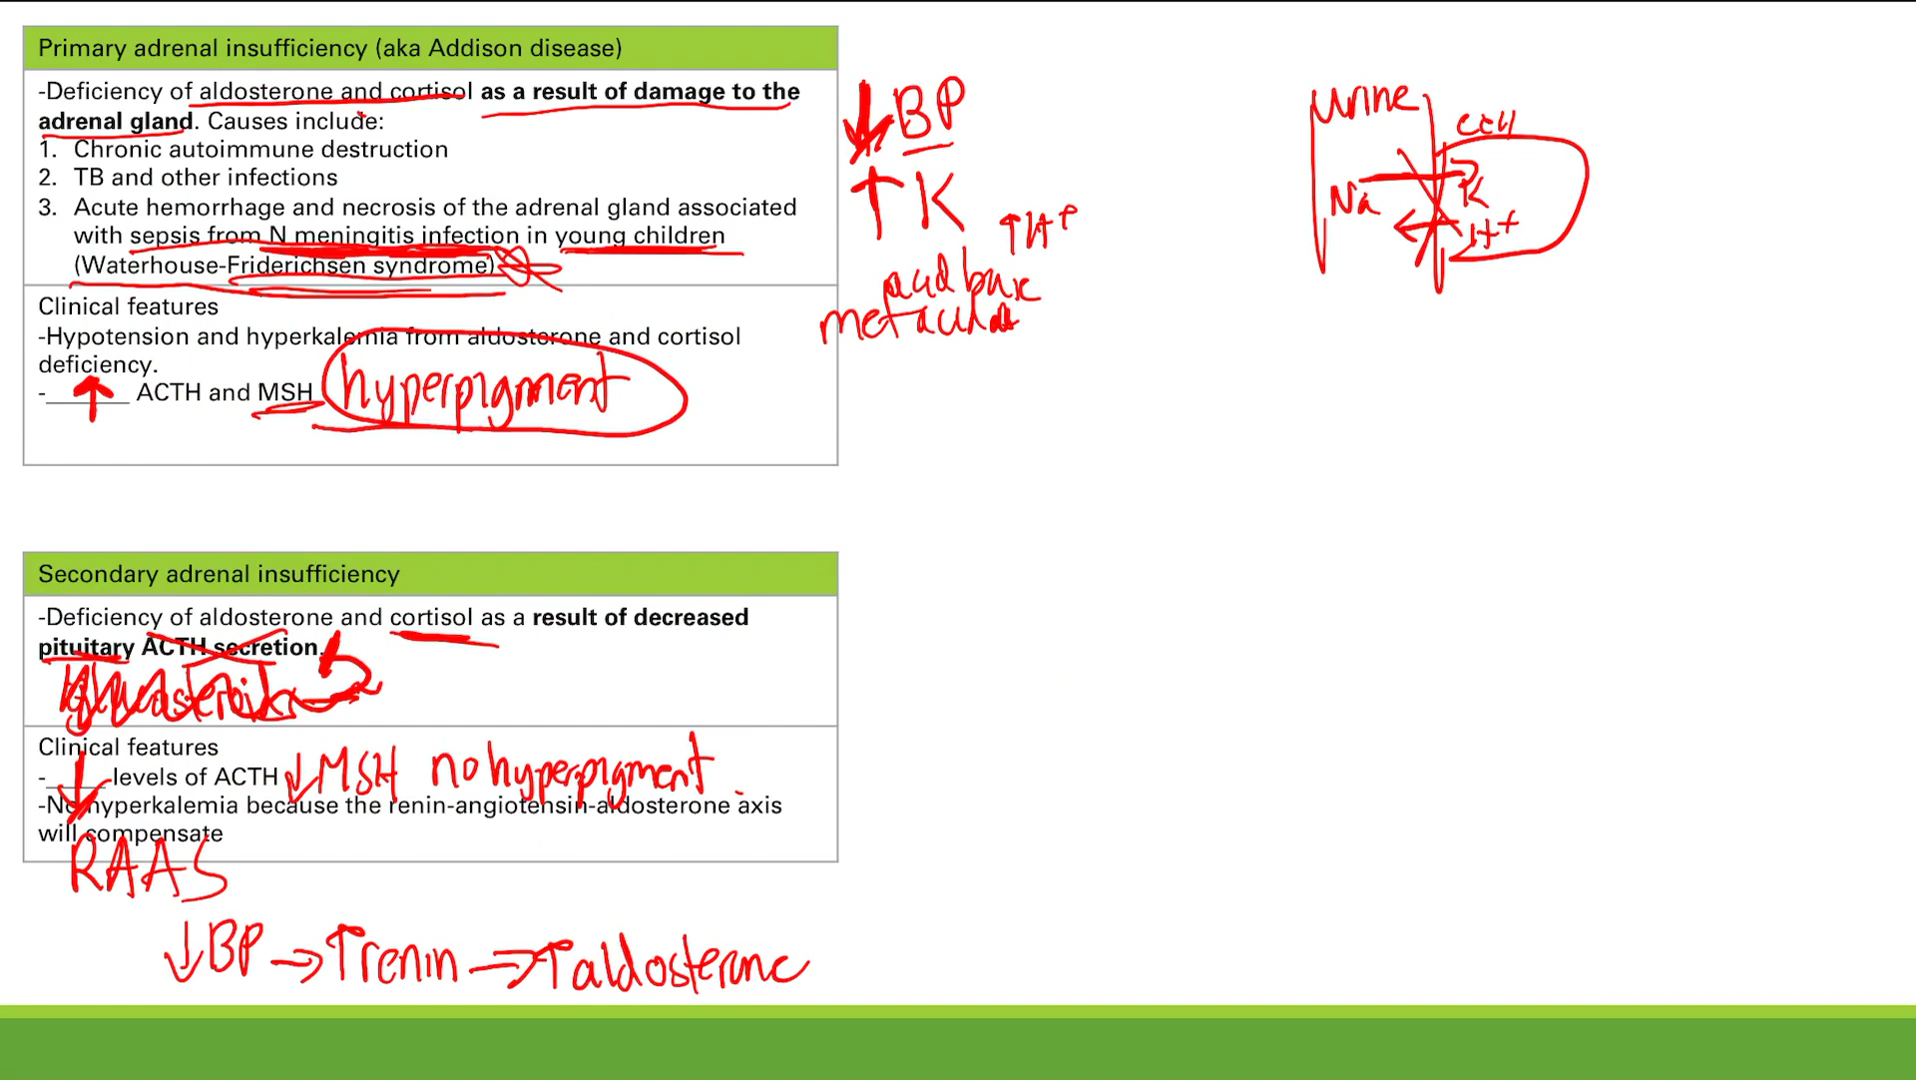 Primary adrenal insufficiency (aka Addison disease)
-Deficiency of aldosterone and cortisol as a result of damage to the
adrenal gland. Causes include:
1. Chronic autoimmune destruction
2. TB and other infections
3. Acute hemorrhage and necrosis of the adrenal gland associated
with sepsis from N meningitis infection in young children
(Waterhouse-Friderichsen syndrome)
Clinical features
-Hypotension and hyperkalemia from aldosterone and cortisol
deficiency.
-______ ↑ ACTH and MSH hyperpigment
↓BP
↑K
↑H+
acid base
met acid
urine
cell
Na
K
H+
Secondary adrenal insufficiency
-Deficiency of aldosterone and cortisol as a result of decreased
pituitary ACTH secretion.
Clinical features
-_____ ↓ levels of ACTH ↓MSH no hyperpigment
-No hyperkalemia because the renin-angiotensin-aldosterone axis
will compensate
RAAS
↓BP → ↑renin → ↑aldosterone